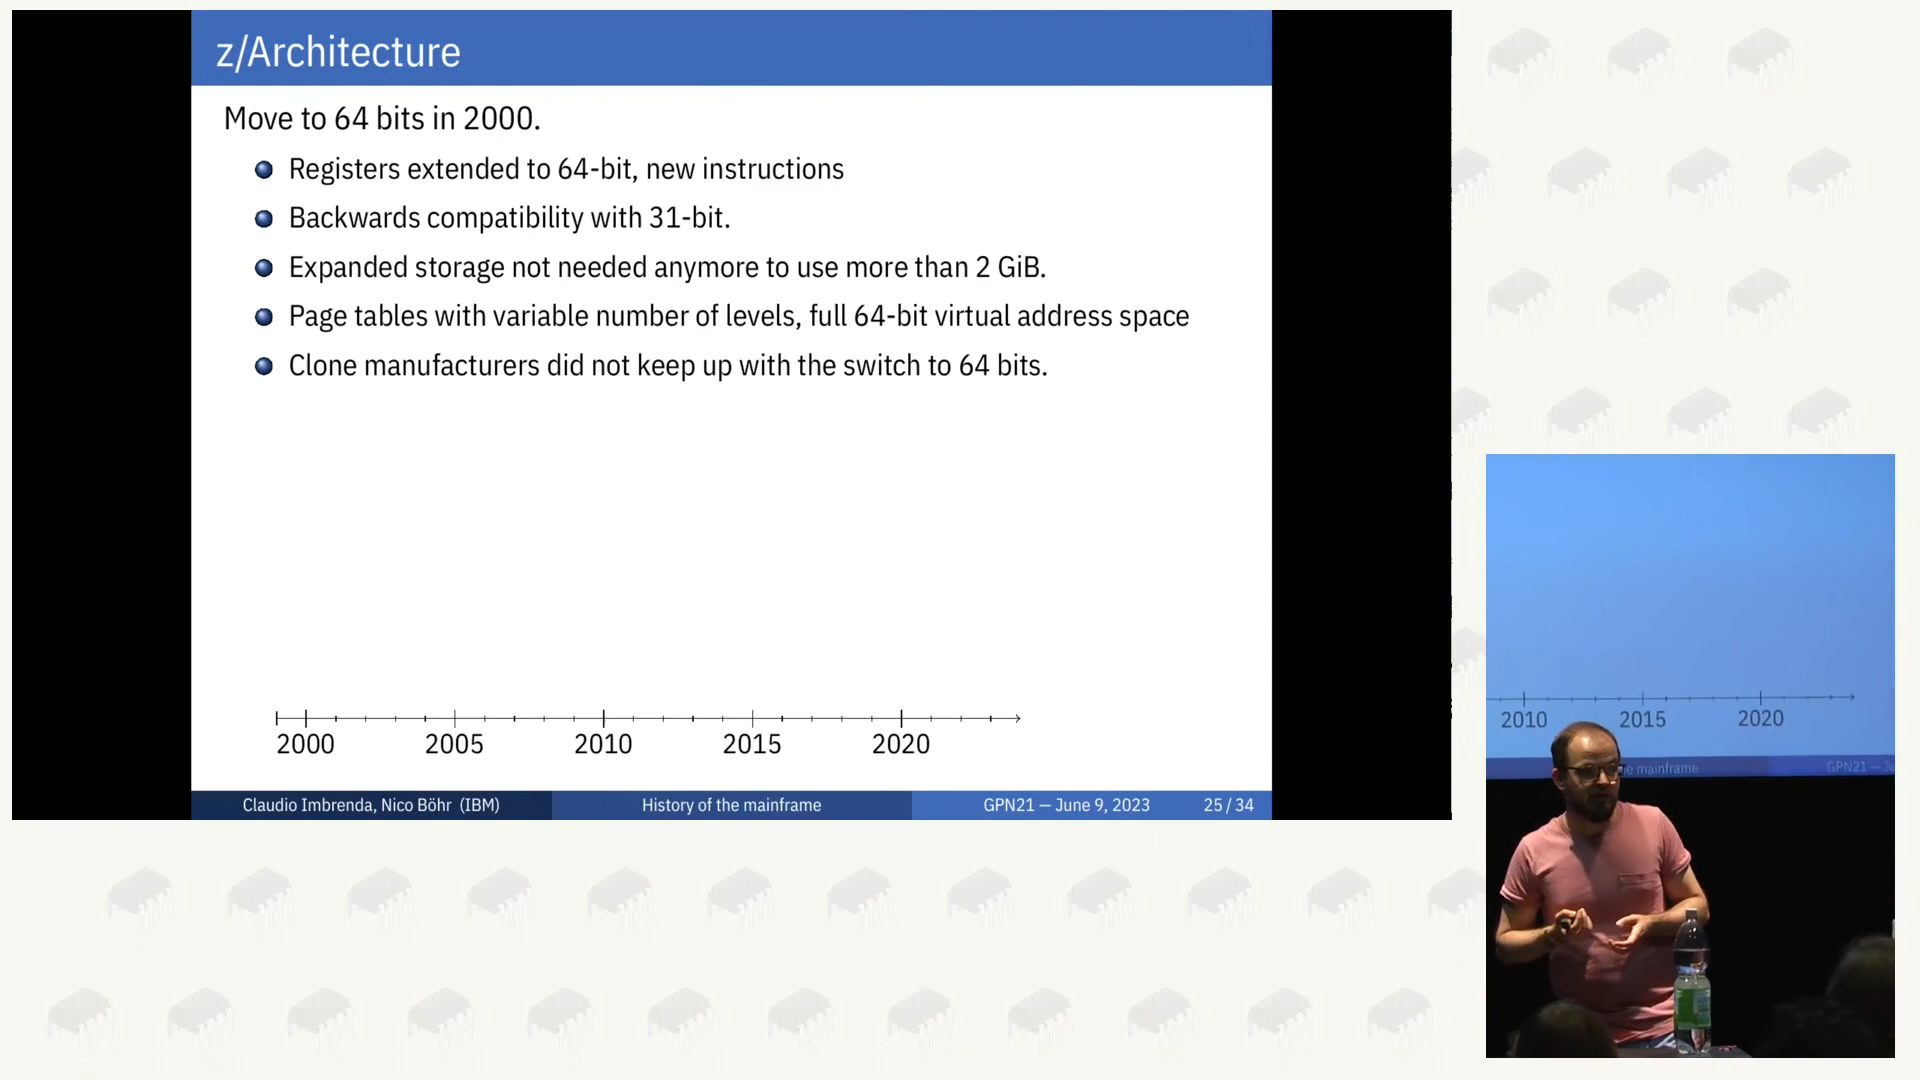 z/Architecture
Move to 64 bits in 2000.
Registers extended to 64-bit, new instructions
Backwards compatibility with 31-bit.
Expanded storage not needed anymore to use more than 2 GiB.
Page tables with variable number of levels, full 64-bit virtual address space
Clone manufacturers did not keep up with the switch to 64 bits.
2000 2005 2010 2015 2020
Claudio Imbrenda, Nico Böhr (IBM) History of the mainframe GPN21 — June 9, 2023 25 / 34
2010 2015 2020
mainframe GPN21 —